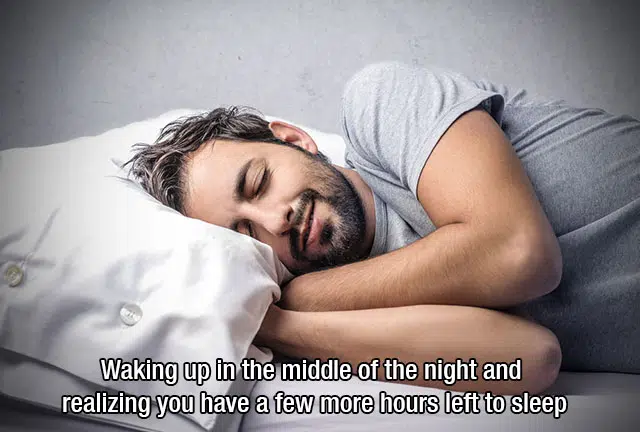 Waking up in the middle of the night and
realizing you have a few more hours left to sleep